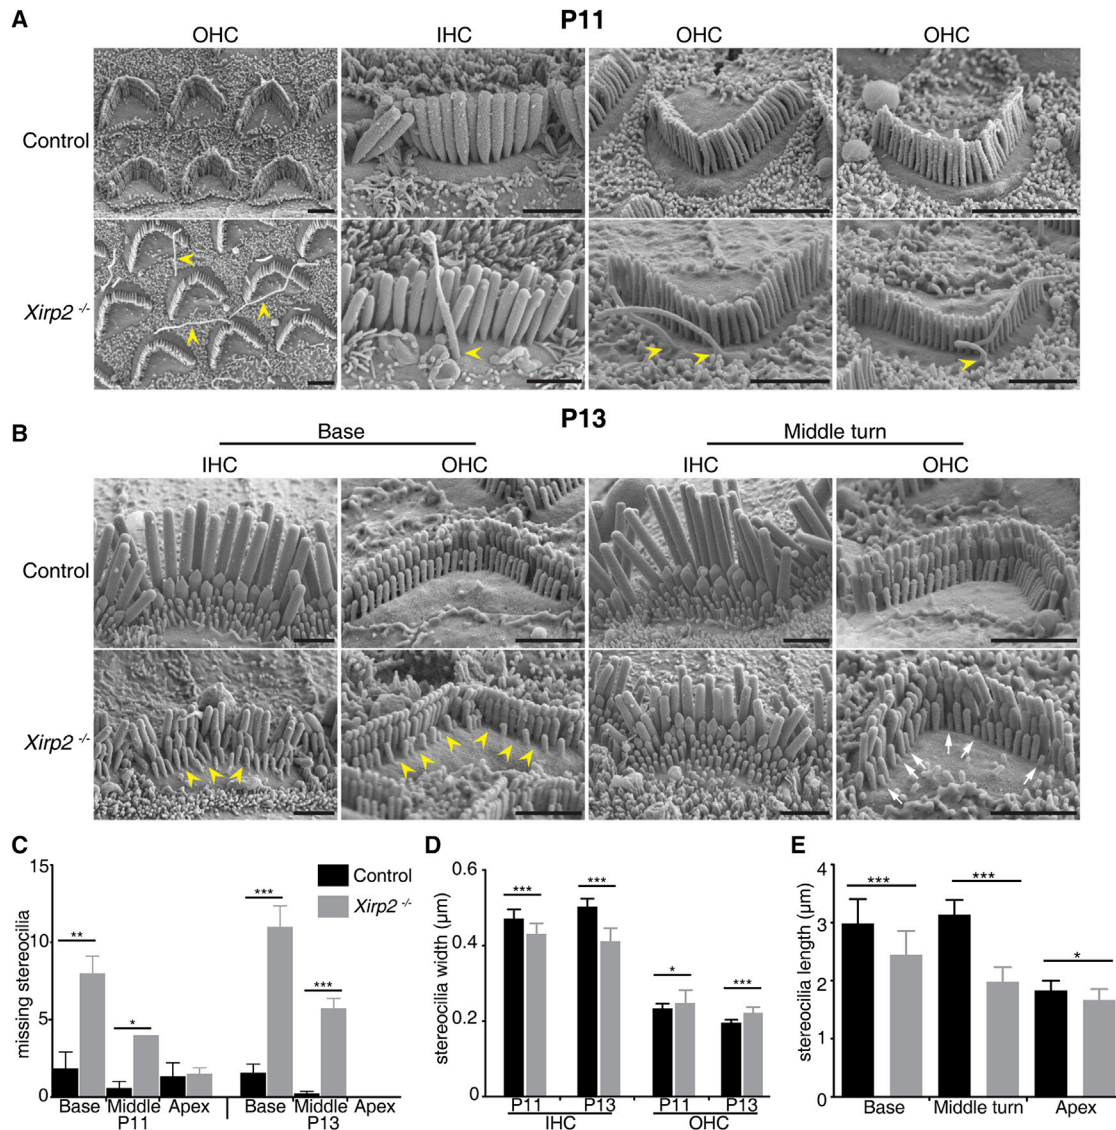 A
P11
OHC IHC OHC OHC
Control
Xirp2 -/-
B
P13
Base Middle turn
IHC OHC IHC OHC
Control
Xirp2 -/-
C
missing stereocilia
15
10
5
0
Control
Xirp2 -/-
** * *** ***
Base Middle Apex Base Middle Apex
P11 P13
D
stereocilia width (µm)
0.6
0.4
0.2
0
*** *** * ***
P11 P13 P11 P13
IHC OHC
E
stereocilia length (µm)
4
3
2
1
0
*** *** *
Base Middle turn Apex